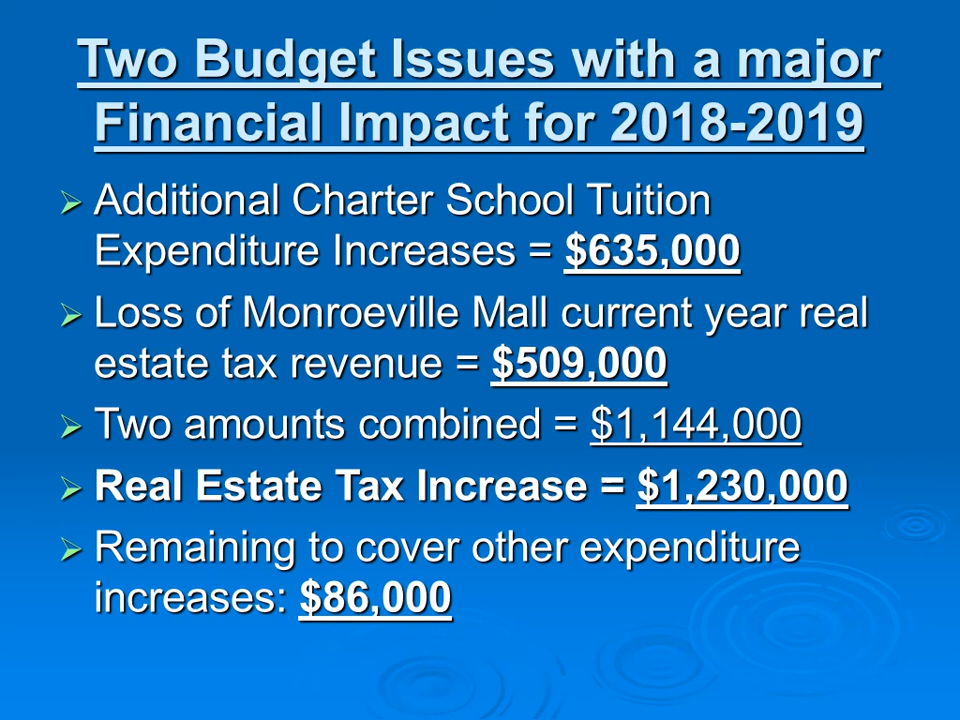 Two Budget Issues with a major
Financial Impact for 2018-2019
Additional Charter School Tuition
Expenditure Increases = $635,000
Loss of Monroeville Mall current year real
estate tax revenue = $509,000
Two amounts combined = $1,144,000
Real Estate Tax Increase = $1,230,000
Remaining to cover other expenditure
increases: $86,000